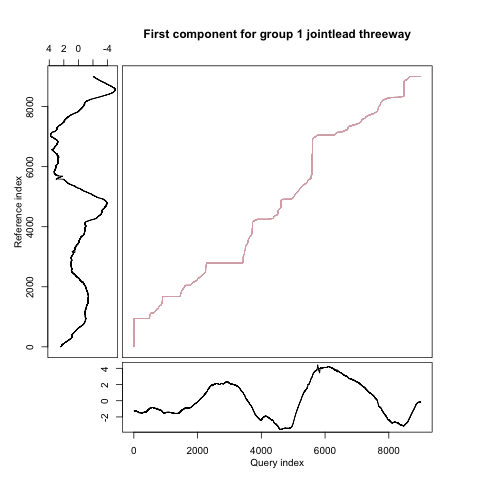 First component for group 1 jointlead threeway
4 2 0 -4
Reference index
8000
6000
4000
2000
0
4
2
0
-2
0 2000 4000 6000 8000
Query index